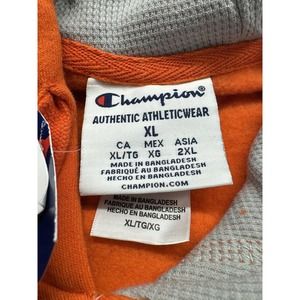 Champion
AUTHENTIC ATHLETICWEAR
XL
CA MEX ASIA
XL/TG XG 2XL
MADE IN BANGLADESH
FABRIQUÉ AU BANGLADESH
HECHO EN BANGLADESH
CHAMPION.COM
MADE IN BANGLADESH
FABRIQUÉ AU BANGLADESH
HECHO EN BANGLADESH
XL/TG/XG